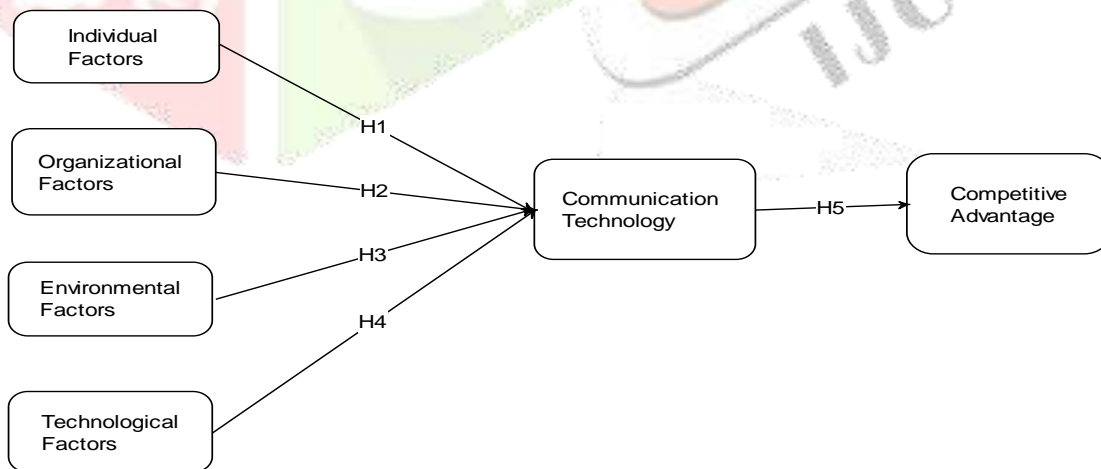 Individual
Factors
H1
Organizational
Factors
H2
Communication
Technology
H5
Competitive
Advantage
Environmental
Factors
H3
H4
Technological
Factors